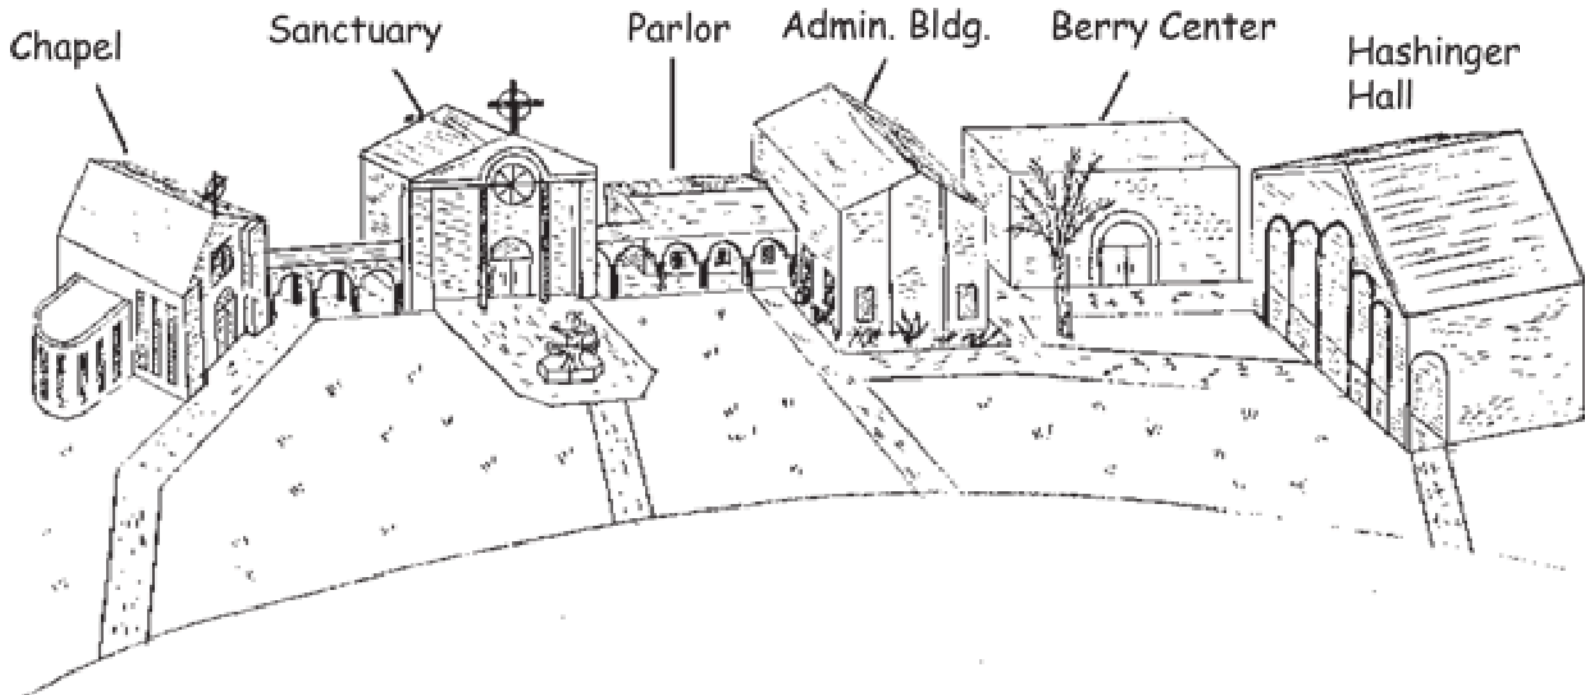 Chapel
Sanctuary
Parlor
Admin. Bldg.
Berry Center
Hashinger
Hall